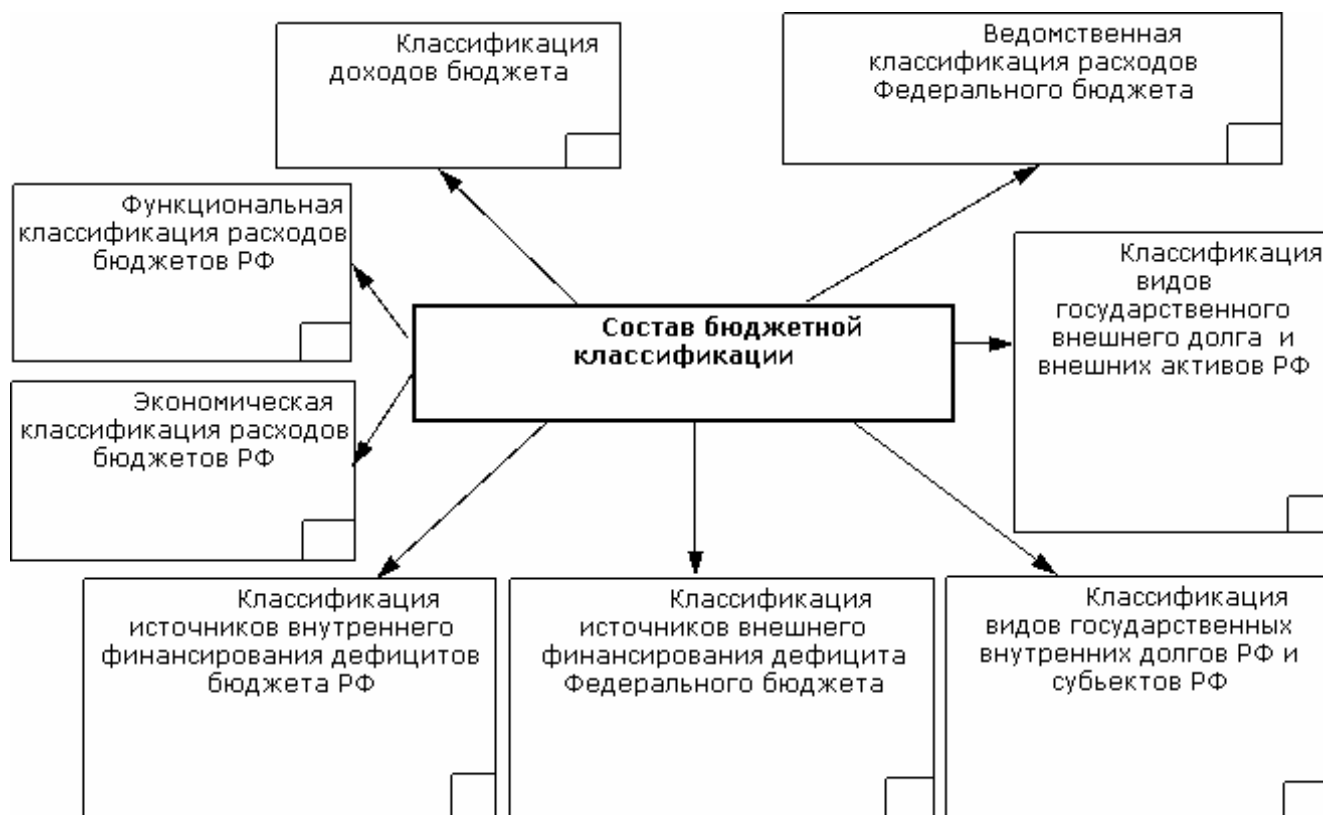 Классификация
доходов бюджета
Ведомственная
классификация расходов
Федерального бюджета
Функциональная
классификация расходов
бюджетов РФ
Классификация
видов
государственного
внешнего долга и
внешних активов РФ
Состав бюджетной
классификации
Экономическая
классификация расходов
бюджетов РФ
Классификация
источников внутреннего
финансирования дефицитов
бюджета РФ
Классификация
источников внешнего
финансирования дефицита
Федерального бюджета
Классификация
видов государственных
внутренних долгов РФ и
субьектов РФ